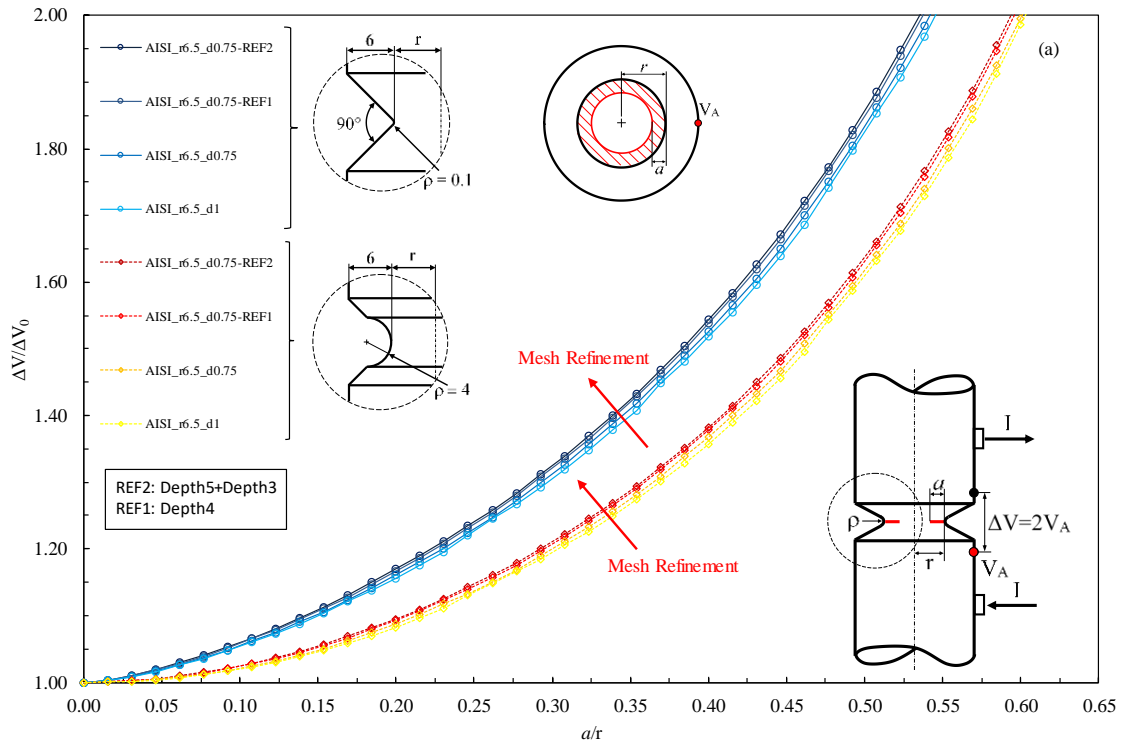 2.00
1.80
1.60
1.40
1.20
1.00
ΔV/ΔV₀
0.00
0.05
0.10
0.15
0.20
0.25
0.30
0.35
0.40
0.45
0.50
0.55
0.60
0.65
a/r
(a)
AISI_r6.5_d0.75-REF2
AISI_r6.5_d0.75-REF1
AISI_r6.5_d0.75
AISI_r6.5_d1
AISI_r6.5_d0.75-REF2
AISI_r6.5_d0.75-REF1
AISI_r6.5_d0.75
AISI_r6.5_d1
REF2: Depth5+Depth3
REF1: Depth4
6
r
90°
ρ = 0.1
6
r
ρ = 4
r
V_A
a
Mesh Refinement
Mesh Refinement
I
a
ρ
ΔV=2V_A
r
V_A
I